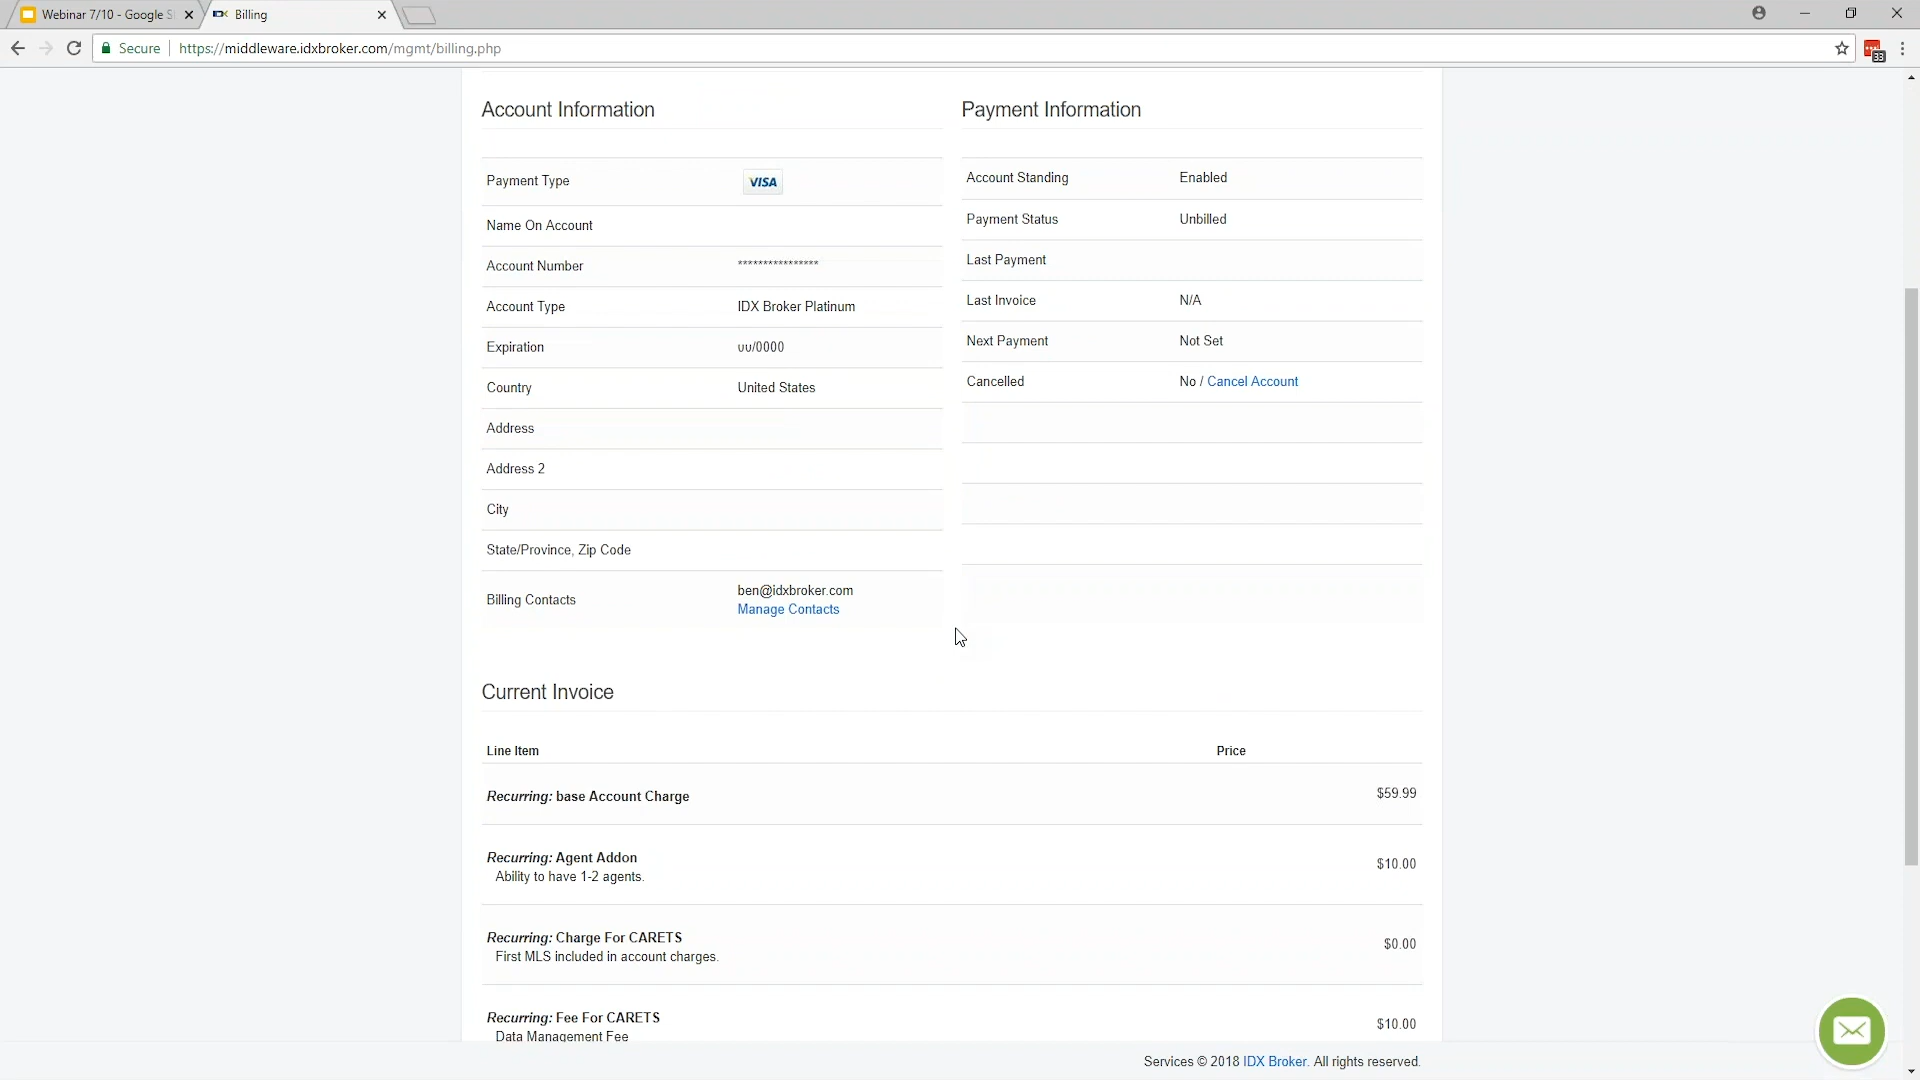 Webinar 7/10 - Google S
Billing
Secure
https://middleware.idxbroker.com/mgmt/billing.php
33
Account Information
Payment Information
Payment Type
VISA
Name On Account
Account Number
****************
Account Type
IDX Broker Platinum
Expiration
/0000
Country
United States
Address
Address 2
City
State/Province, Zip Code
Billing Contacts
ben@idxbroker.com
Manage Contacts
Account Standing
Enabled
Payment Status
Unbilled
Last Payment
Last Invoice
N/A
Next Payment
Not Set
Cancelled
No / Cancel Account
Current Invoice
Line Item
Price
Recurring: base Account Charge
$59.99
Recurring: Agent Addon
Ability to have 1-2 agents.
$10.00
Recurring: Charge For CARETS
First MLS included in account charges.
$0.00
Recurring: Fee For CARETS
Data Management Fee
$10.00
Services © 2018 IDX Broker. All rights reserved.